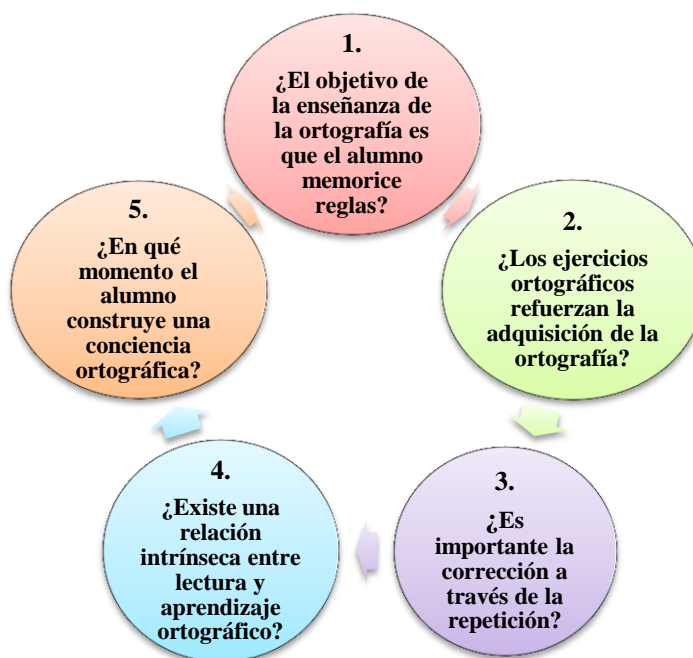 1.
¿El objetivo de
la enseñanza de
la ortografía es
que el alumno
memorice
reglas?
2.
¿Los ejercicios
ortográficos
refuerzan la
adquisición de la
ortografía?
3.
¿Es
importante la
corrección a
través de la
repetición?
4.
¿Existe una
relación
intrínseca entre
lectura y
aprendizaje
ortográfico?
5.
¿En qué
momento el
alumno
construye una
conciencia
ortográfica?